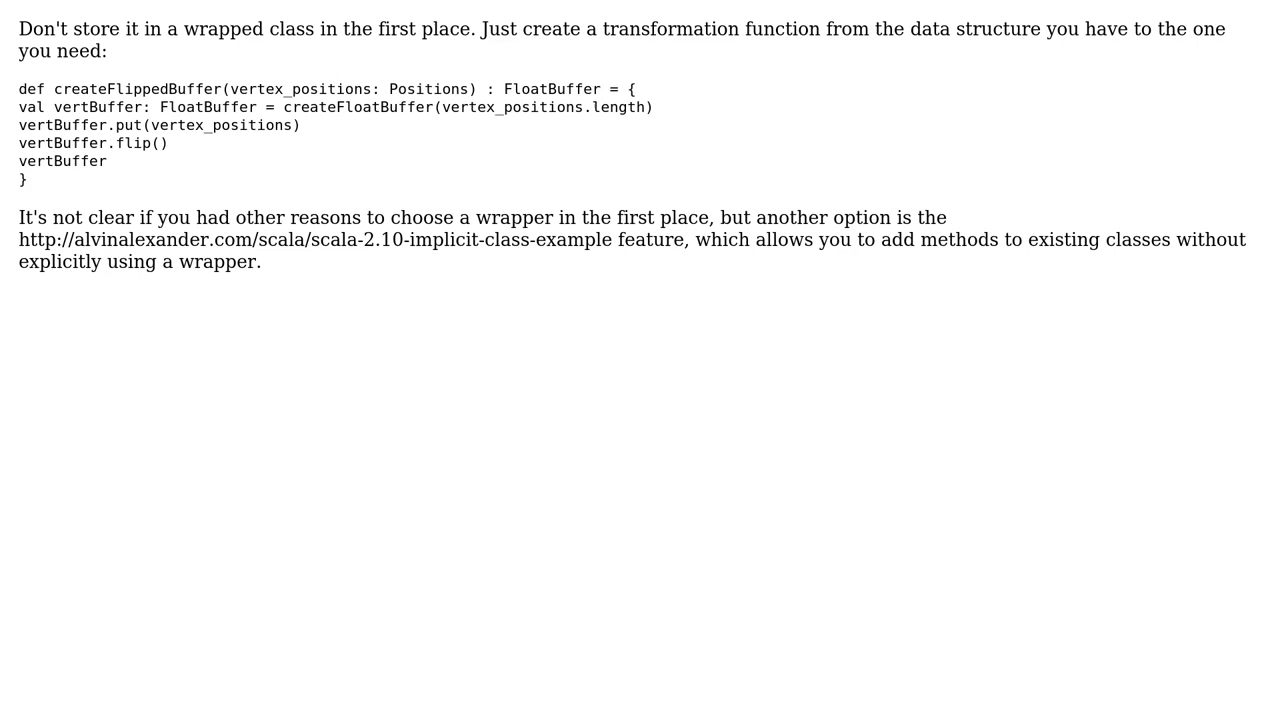 Don't store it in a wrapped class in the first place. Just create a transformation function from the data structure you have to the one
you need:
def createFlippedBuffer(vertex_positions: Positions) : FloatBuffer = {
val vertBuffer: FloatBuffer = createFloatBuffer(vertex_positions.length)
vertBuffer.put(vertex_positions)
vertBuffer.flip()
vertBuffer
}
It's not clear if you had other reasons to choose a wrapper in the first place, but another option is the
http://alvinalexander.com/scala/scala-2.10-implicit-class-example feature, which allows you to add methods to existing classes without
explicitly using a wrapper.